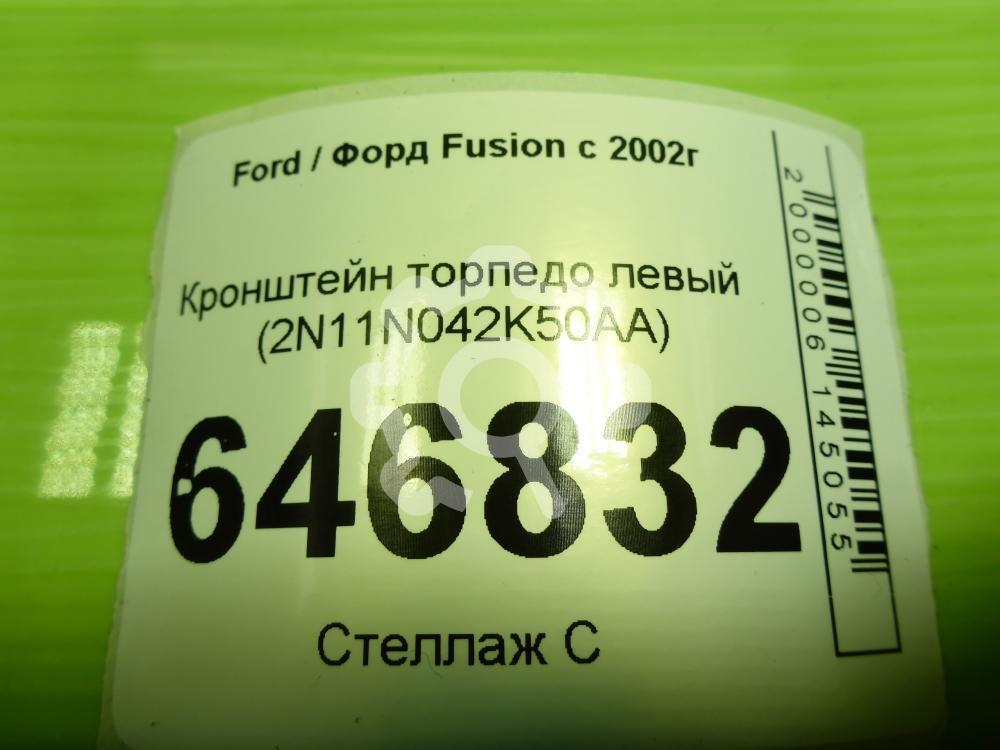 Ford / Форд Fusion с 2002г
Кронштейн торпедо левый
(2N11N042K50AA)
646832
Стеллаж С
2000006145055